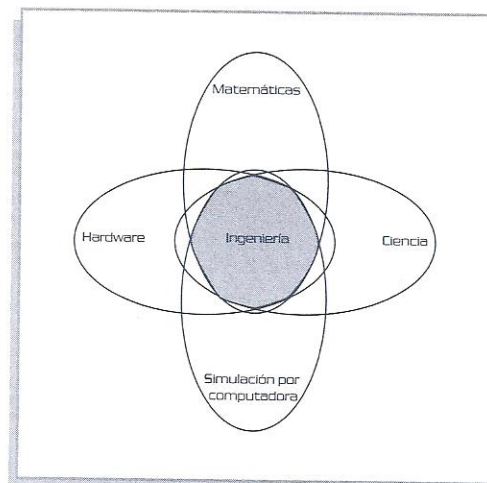 Matemáticas
Hardware
Ingeniería
Ciencia
Simulación por
computadora